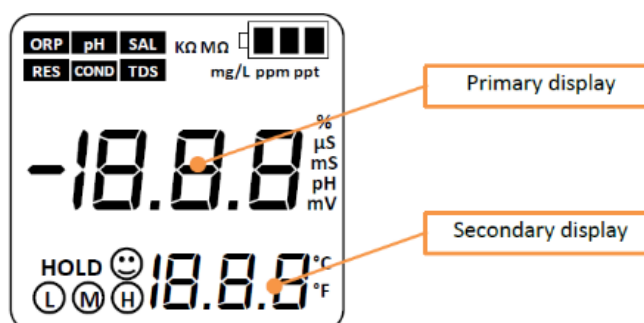 ORP pH SAL KΩ MΩ
RES COND TDS mg/L ppm ppt
Primary display
%
µS
-18.8.8 mS
pH
mV
Secondary display
HOLD 18.8.8 °C
L M H °F